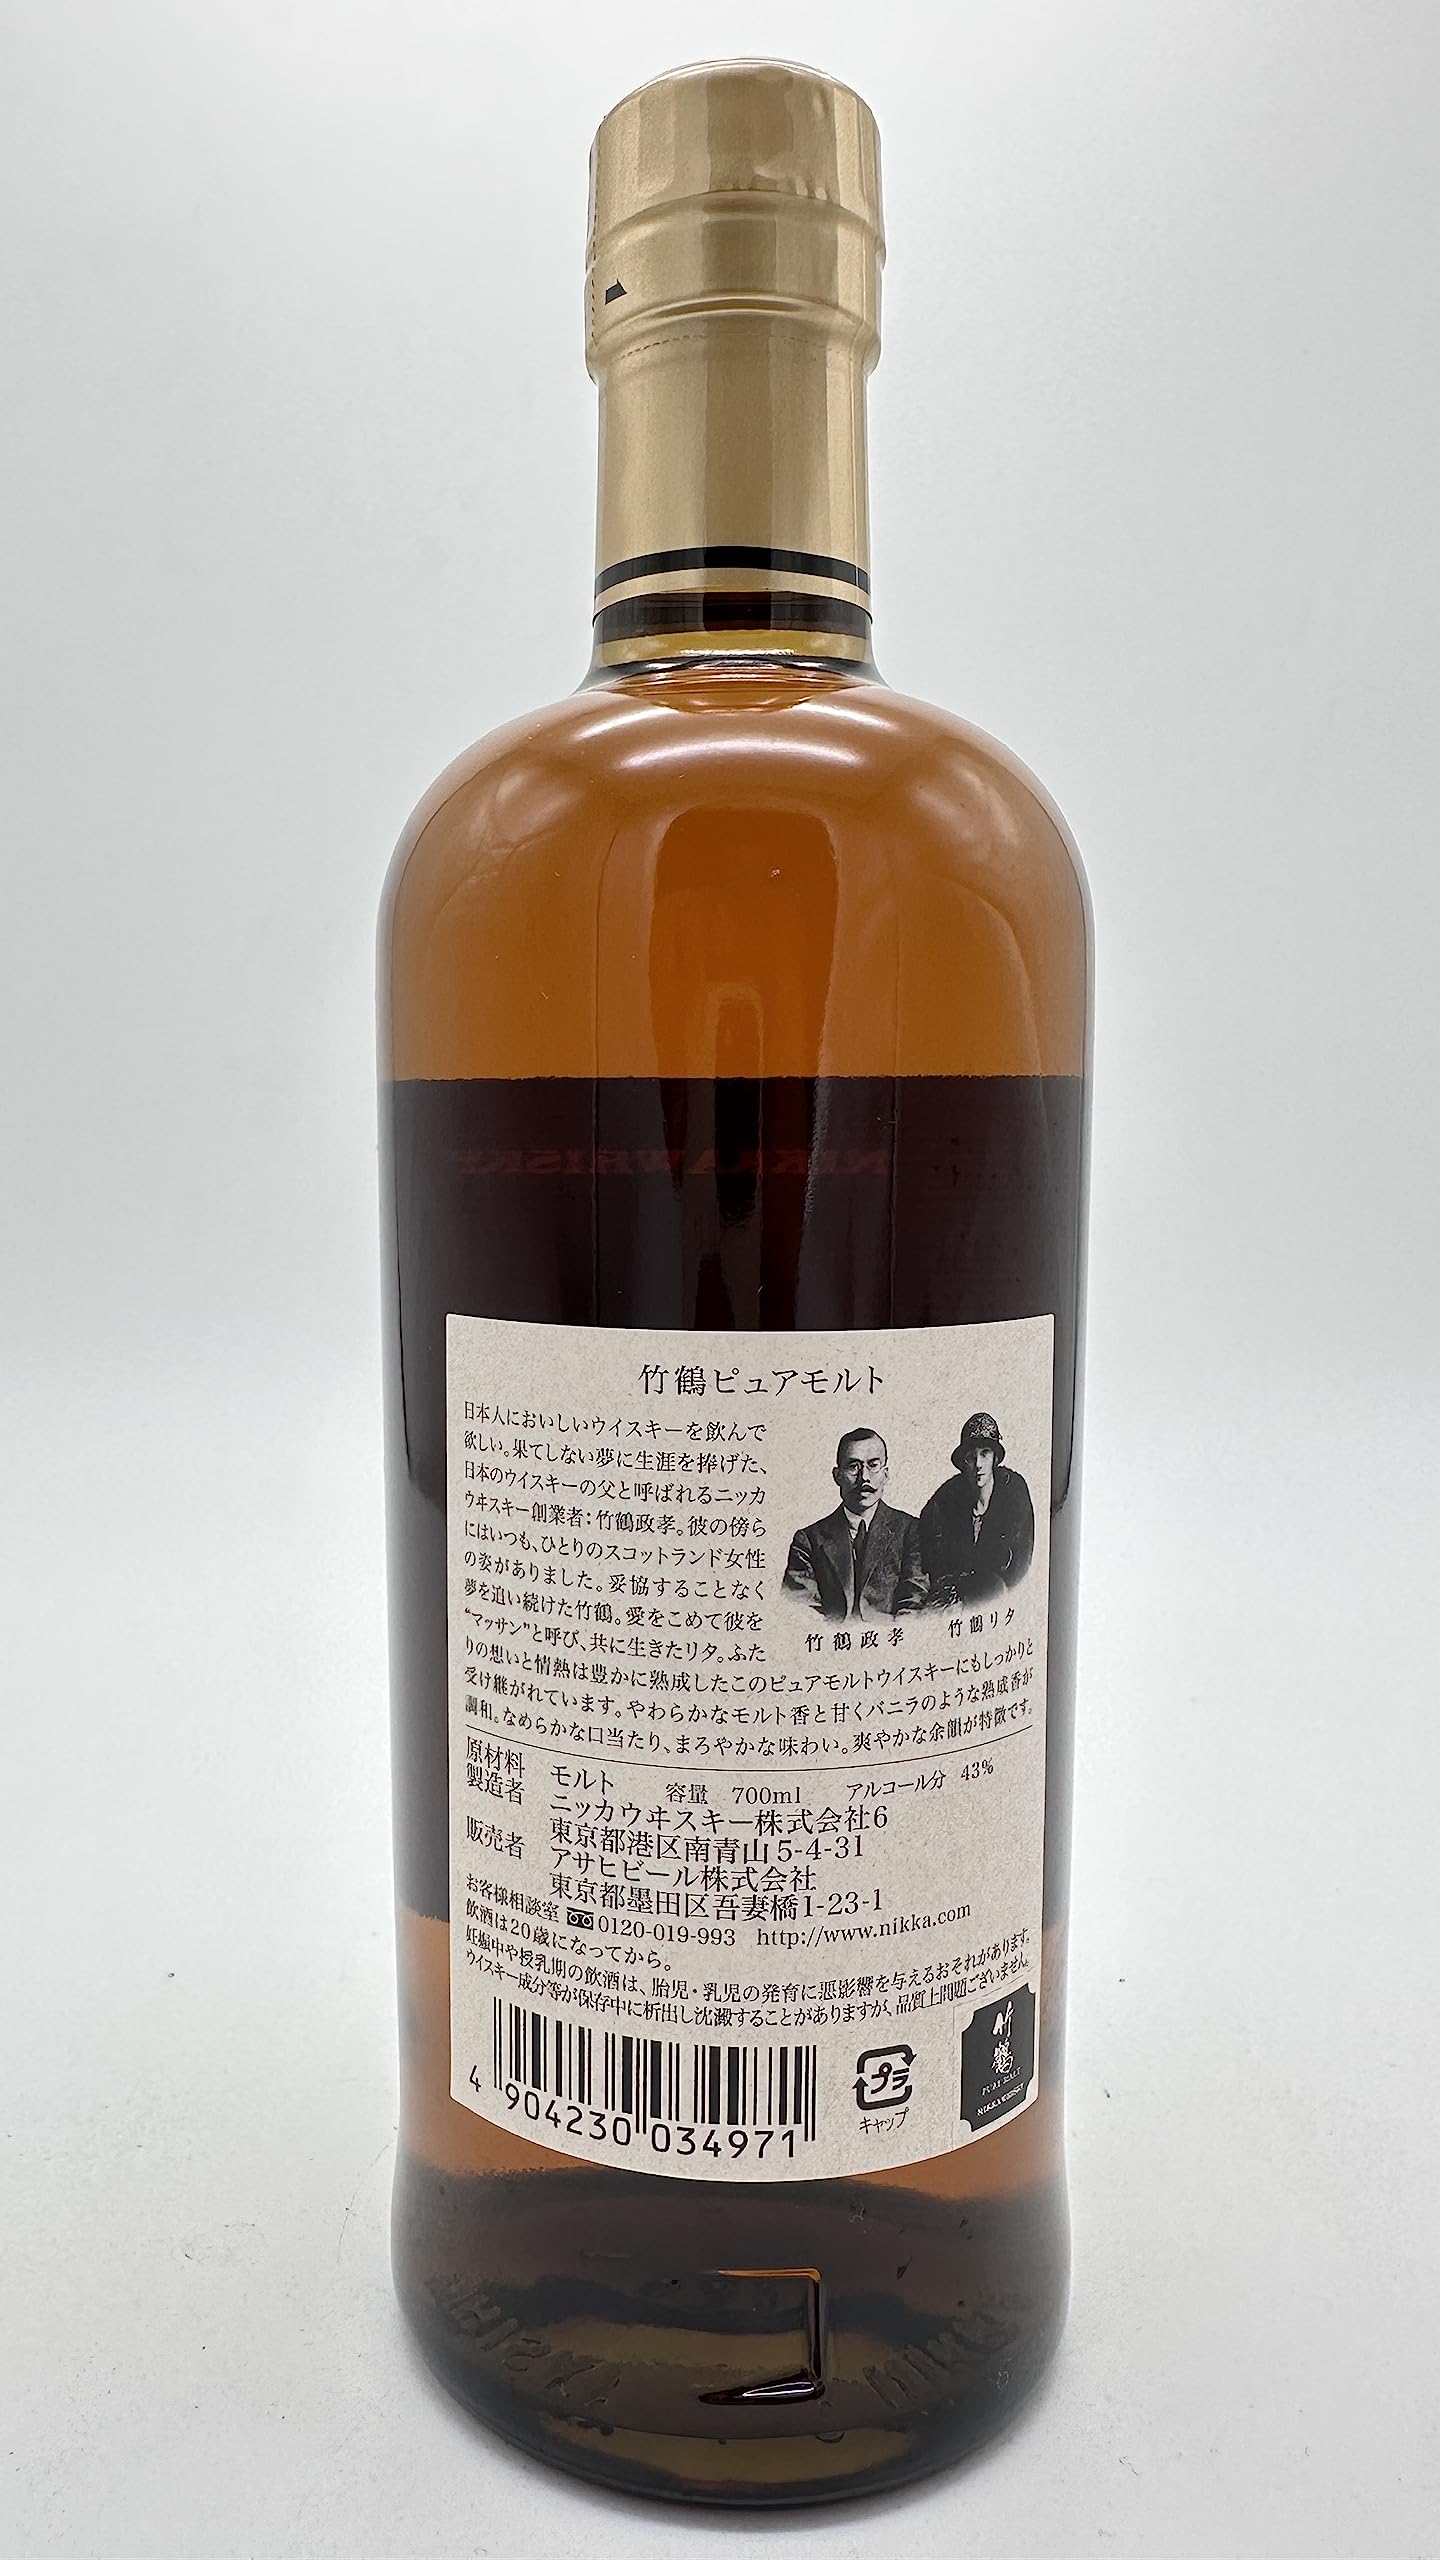 竹鶴ピュアモルト
日本人においしいウイスキーを飲んで
欲しい。果てしない夢に生涯を捧げた、
日本のウイスキーの父と呼ばれるニッカ
ウヰスキー創業者:竹鶴政孝。彼の傍ら
にはいつも、ひとりのスコットランド女性
の姿がありました。妥協することなく
夢を追い続けた竹鶴。愛をこめて彼を
“マッサン”と呼び、共に生きたリタ。ふた
りの想いと情熱は豊かに熟成したこのピュアモルトウイスキーにもしっかりと
受け継がれています。やわらかなモルト香と甘くバニラのような熟成香が
調和。なめらかな口当たり、まろやかな味わい。爽やかな余韻が特徴です。
竹鶴政孝 竹鶴リタ
原材料 モルト 容量 700ml アルコール分 43%
製造者 ニッカウヰスキー株式会社6
東京都港区南青山5-4-31
販売者 アサヒビール株式会社
東京都墨田区吾妻橋1-23-1
お客様相談室 0120-019-993 http://www.nikka.com
飲酒は20歳になってから。
妊娠中や授乳期の飲酒は、胎児・乳児の発育に悪影響を与えるおそれがあります。
ウイスキー成分等が保存中に析出し沈澱することがありますが、品質上問題ございません。
4 904230 034971
プラ
キャップ
竹鶴
PURE MALT
NIKKA WHISKY
NIKKA WHISKY